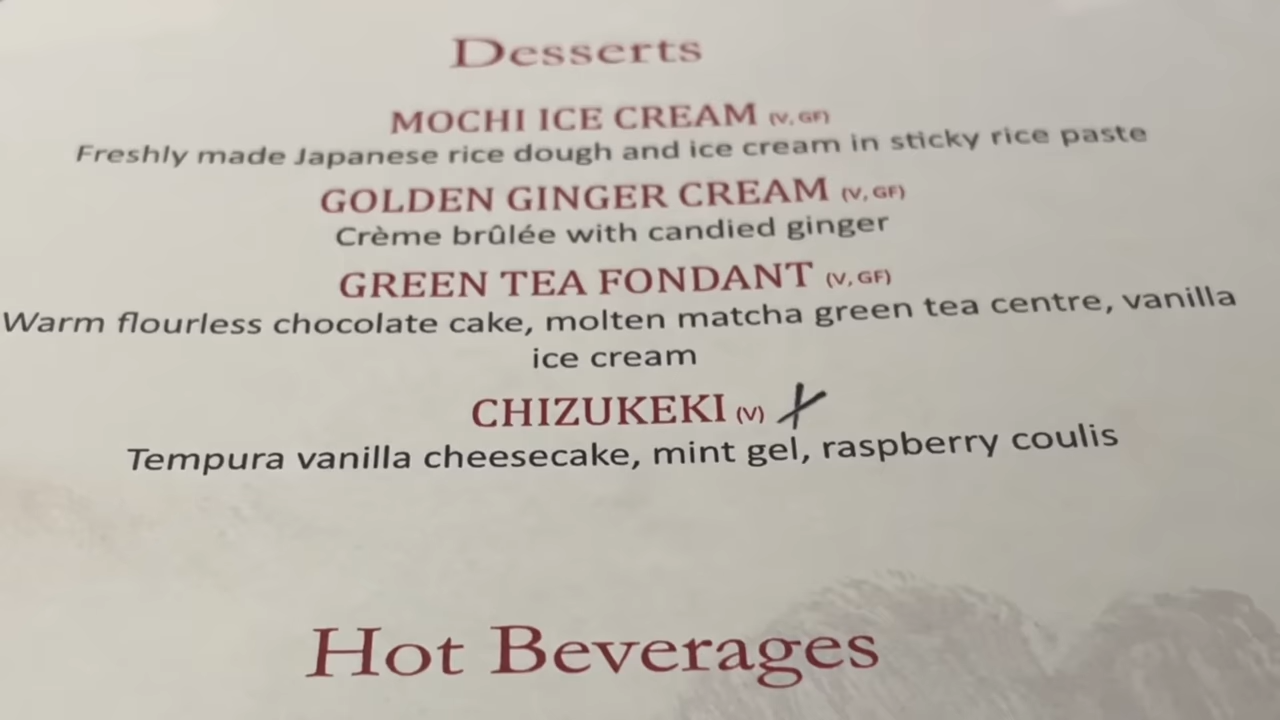 Desserts
MOCHI ICE CREAM (V, GF)
Freshly made Japanese rice dough and ice cream in sticky rice paste
GOLDEN GINGER CREAM (V, GF)
Crème brûlée with candied ginger
GREEN TEA FONDANT (V, GF)
Warm flourless chocolate cake, molten matcha green tea centre, vanilla
ice cream
CHIZUKEKI (V) X
Tempura vanilla cheesecake, mint gel, raspberry coulis
Hot Beverages